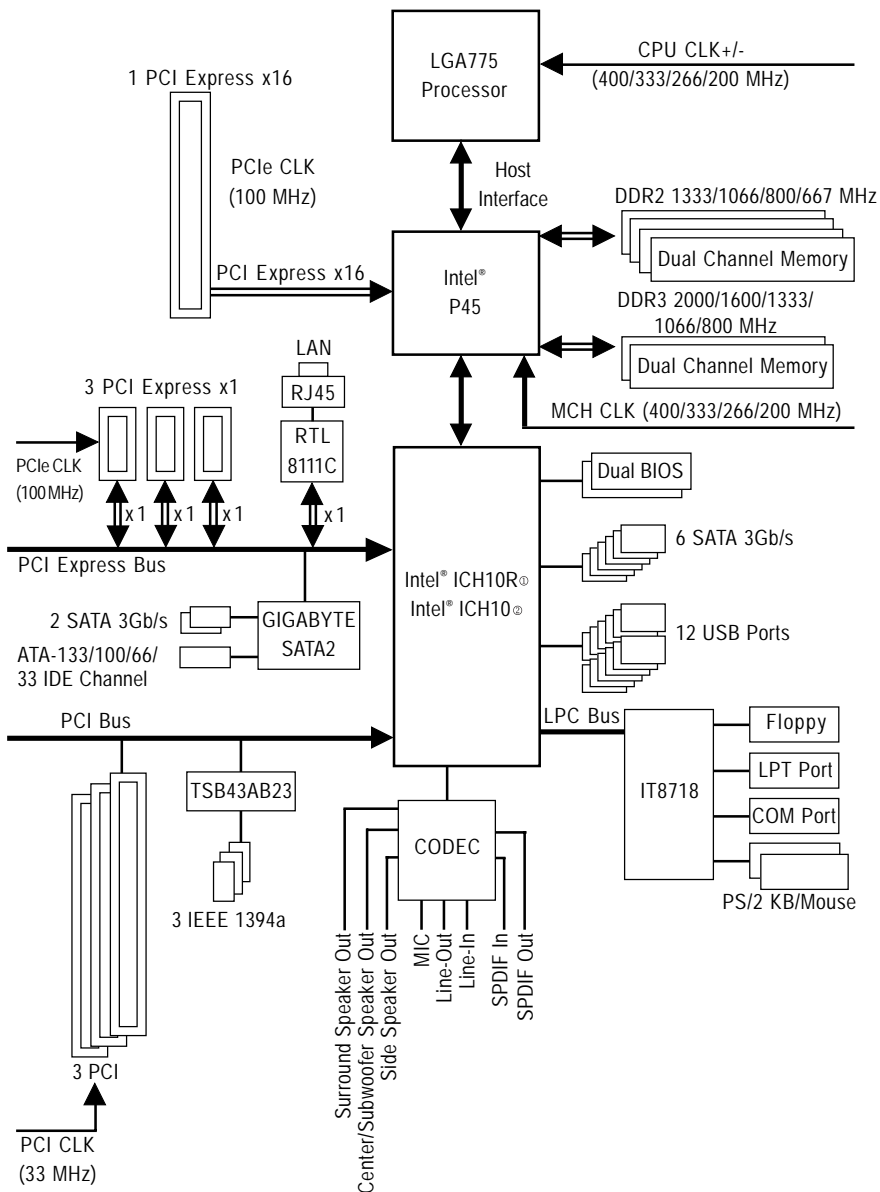 LGA775
Processor
CPU CLK+/-
(400/333/266/200 MHz)
1 PCI Express x16
PCIe CLK
(100 MHz)
Host
Interface
DDR2 1333/1066/800/667 MHz
Dual Channel Memory
PCI Express x16
Intel®
P45
DDR3 2000/1600/1333/
1066/800 MHz
Dual Channel Memory
LAN
RJ45
3 PCI Express x1
MCH CLK (400/333/266/200 MHz)
RTL
8111C
PCIe CLK
(100 MHz)
x1
x1
x1
x1
Dual BIOS
PCI Express Bus
6 SATA 3Gb/s
Intel® ICH10R①
Intel® ICH10②
2 SATA 3Gb/s
GIGABYTE
SATA2
12 USB Ports
ATA-133/100/66/
33 IDE Channel
PCI Bus
LPC Bus
Floppy
TSB43AB23
IT8718
LPT Port
CODEC
COM Port
PS/2 KB/Mouse
3 IEEE 1394a
Surround Speaker Out
Center/Subwoofer Speaker Out
Side Speaker Out
MIC
Line-Out
Line-In
SPDIF In
SPDIF Out
3 PCI
PCI CLK
(33 MHz)